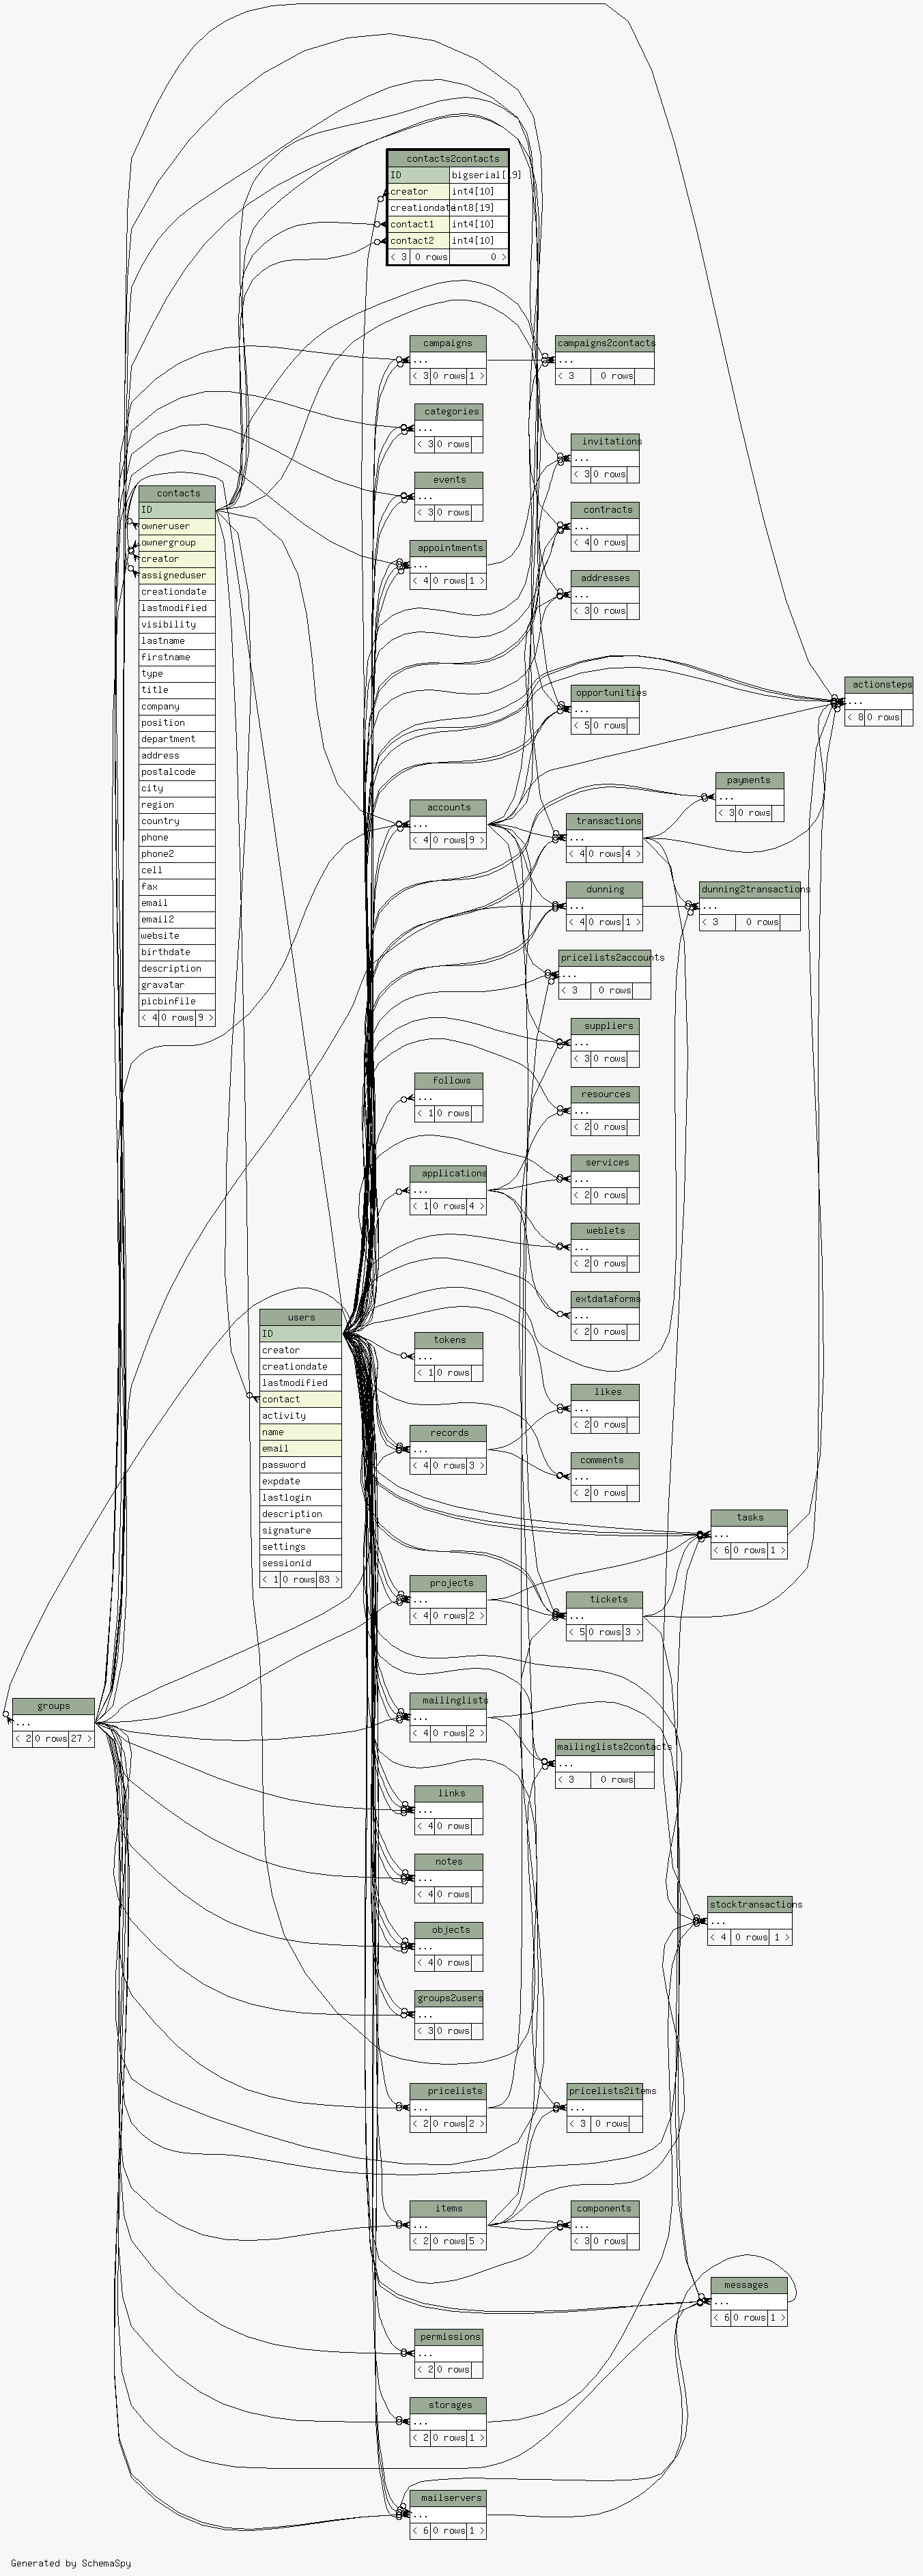 contacts2contacts
ID bigserial[19]
creator int4[10]
creationdate int8[19]
contact1 int4[10]
contact2 int4[10]
< 3 0 rows 0 >
campaigns
...
< 3 0 rows 1 >
campaigns2contacts
...
< 3 0 rows
categories
...
< 3 0 rows
invitations
...
< 3 0 rows
events
...
< 3 0 rows
contacts
ID
owneruser
ownergroup
creator
assigneduser
creationdate
lastmodified
visibility
lastname
firstname
type
title
company
position
department
address
postalcode
city
region
country
phone
phone2
cell
fax
email
email2
website
birthdate
description
gravatar
picbinfile
< 4 0 rows 9 >
contracts
...
< 4 0 rows
appointments
...
< 4 0 rows 1 >
addresses
...
< 3 0 rows
opportunities
...
< 5 0 rows
actionsteps
...
< 8 0 rows
payments
...
< 3 0 rows
accounts
...
< 4 0 rows 9 >
transactions
...
< 4 0 rows 4 >
dunning
...
< 4 0 rows 1 >
dunning2transactions
...
< 3 0 rows
pricelists2accounts
...
< 3 0 rows
suppliers
...
< 3 0 rows
follows
...
< 1 0 rows
resources
...
< 2 0 rows
services
...
< 2 0 rows
applications
...
< 1 0 rows 4 >
weblets
...
< 2 0 rows
extdataforms
...
< 2 0 rows
users
ID
creator
creationdate
lastmodified
contact
activity
name
email
password
expdate
lastlogin
description
signature
settings
sessionid
< 1 0 rows 83 >
tokens
...
< 1 0 rows
likes
...
< 2 0 rows
records
...
< 4 0 rows 3 >
comments
...
< 2 0 rows
tasks
...
< 6 0 rows 1 >
projects
...
< 4 0 rows 2 >
tickets
...
< 5 0 rows 3 >
groups
...
< 2 0 rows 27 >
mailinglists
...
< 4 0 rows 2 >
mailinglists2contacts
...
< 3 0 rows
links
...
< 4 0 rows
notes
...
< 4 0 rows
stocktransactions
...
< 4 0 rows 1 >
objects
...
< 4 0 rows
groups2users
...
< 3 0 rows
pricelists
...
< 2 0 rows 2 >
pricelists2items
...
< 3 0 rows
items
...
< 2 0 rows 5 >
components
...
< 3 0 rows
messages
...
< 6 0 rows 1 >
permissions
...
< 2 0 rows
storages
...
< 2 0 rows 1 >
mailservers
...
< 6 0 rows 1 >
Generated by SchemaSpy